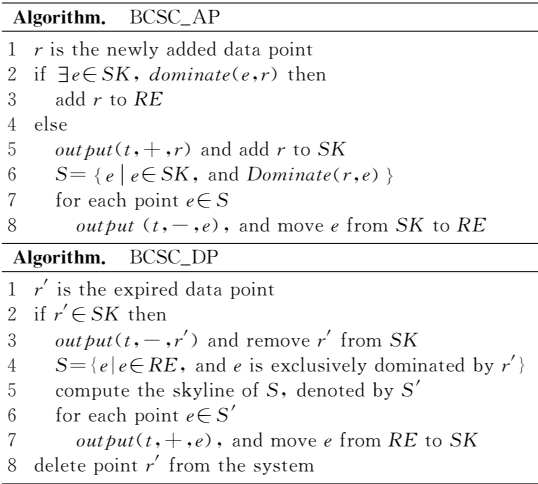 Algorithm. BCSC_AP
1 r is the newly added data point
2 if ∃e∈SK, dominate(e,r) then
3 add r to RE
4 else
5 output(t,+,r) and add r to SK
6 S={e|e∈SK, and Dominate(r,e)}
7 for each point e∈S
8 output (t,−,e), and move e from SK to RE
Algorithm. BCSC_DP
1 r′ is the expired data point
2 if r′∈SK then
3 output(t,−,r′) and remove r′ from SK
4 S={e|e∈RE, and e is exclusively dominated by r′}
5 compute the skyline of S, denoted by S′
6 for each point e∈S′
7 output(t,+,e), and move e from RE to SK
8 delete point r′ from the system